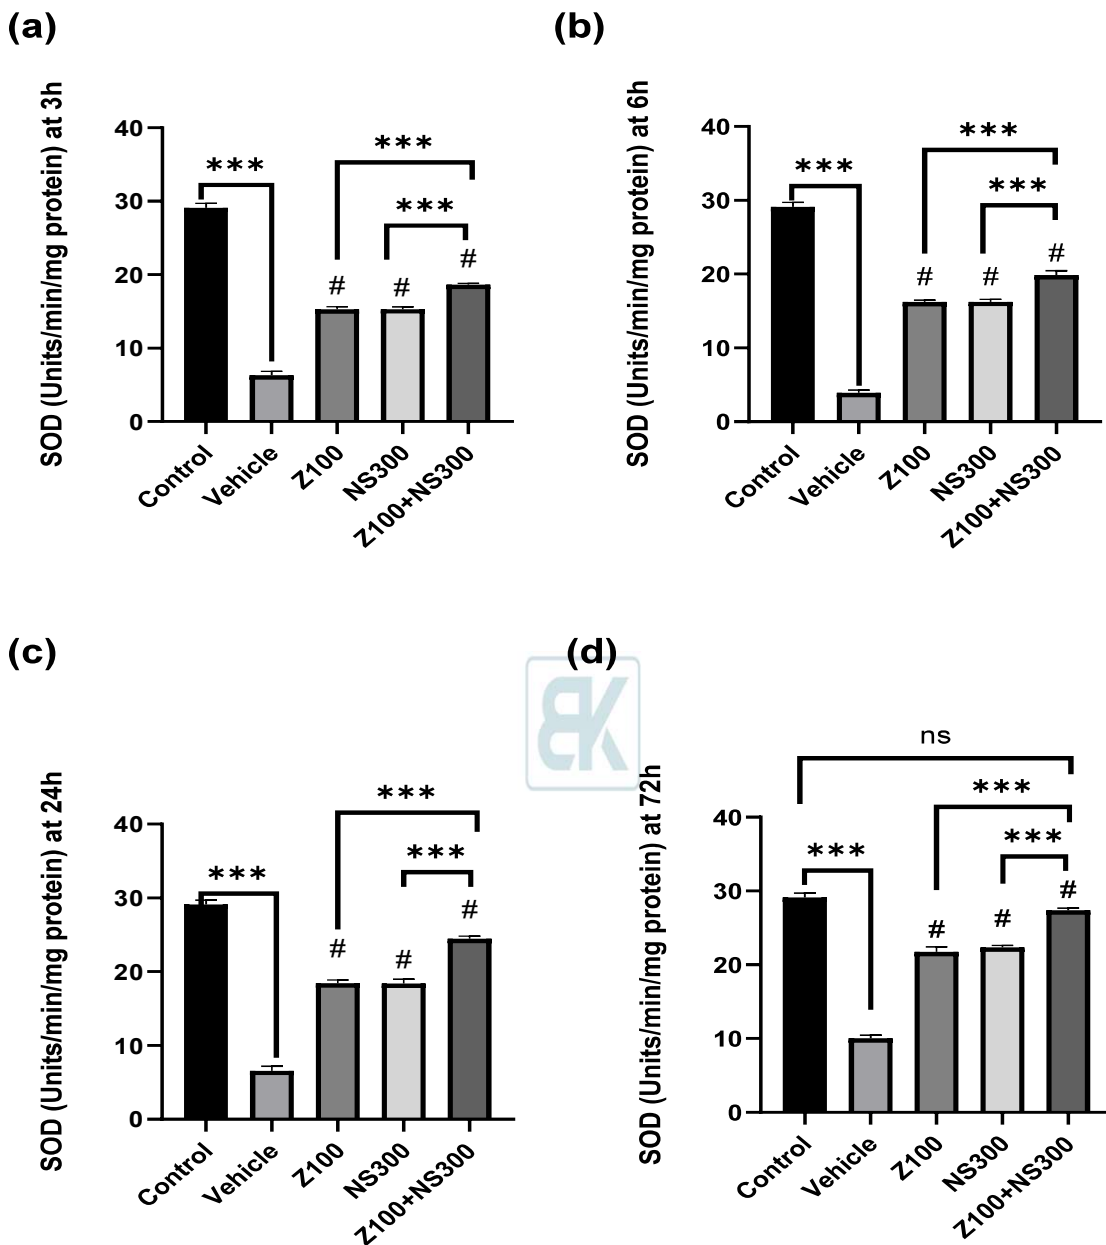 (a)
SOD (Units/min/mg protein) at 3h
40
30
20
10
0
***
***
***
#
#
#
Control
Vehicle
Z100
NS300
Z100+NS300
(b)
SOD (Units/min/mg protein) at 6h
40
30
20
10
0
***
***
***
#
#
#
Control
Vehicle
Z100
NS300
Z100+NS300
(c)
SOD (Units/min/mg protein) at 24h
40
30
20
10
0
***
***
***
#
#
#
Control
Vehicle
Z100
NS300
Z100+NS300
(d)
BK
SOD (Units/min/mg protein) at 72h
40
30
20
10
0
ns
***
***
***
#
#
#
Control
Vehicle
Z100
NS300
Z100+NS300